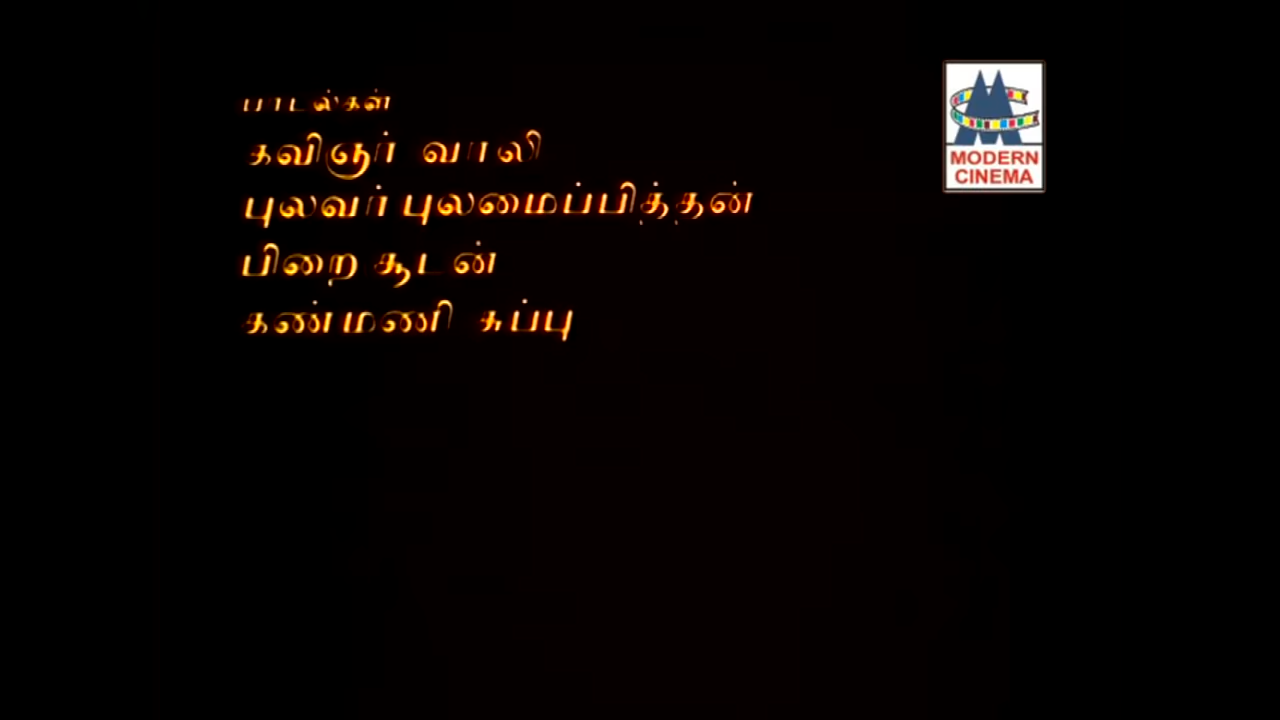 பாடல்கள்
கவிஞர் வாலி
புலவர் புலமைப்பித்தன்
பிறை சூடன்
கண்மணி சுப்பு
MODERN
CINEMA